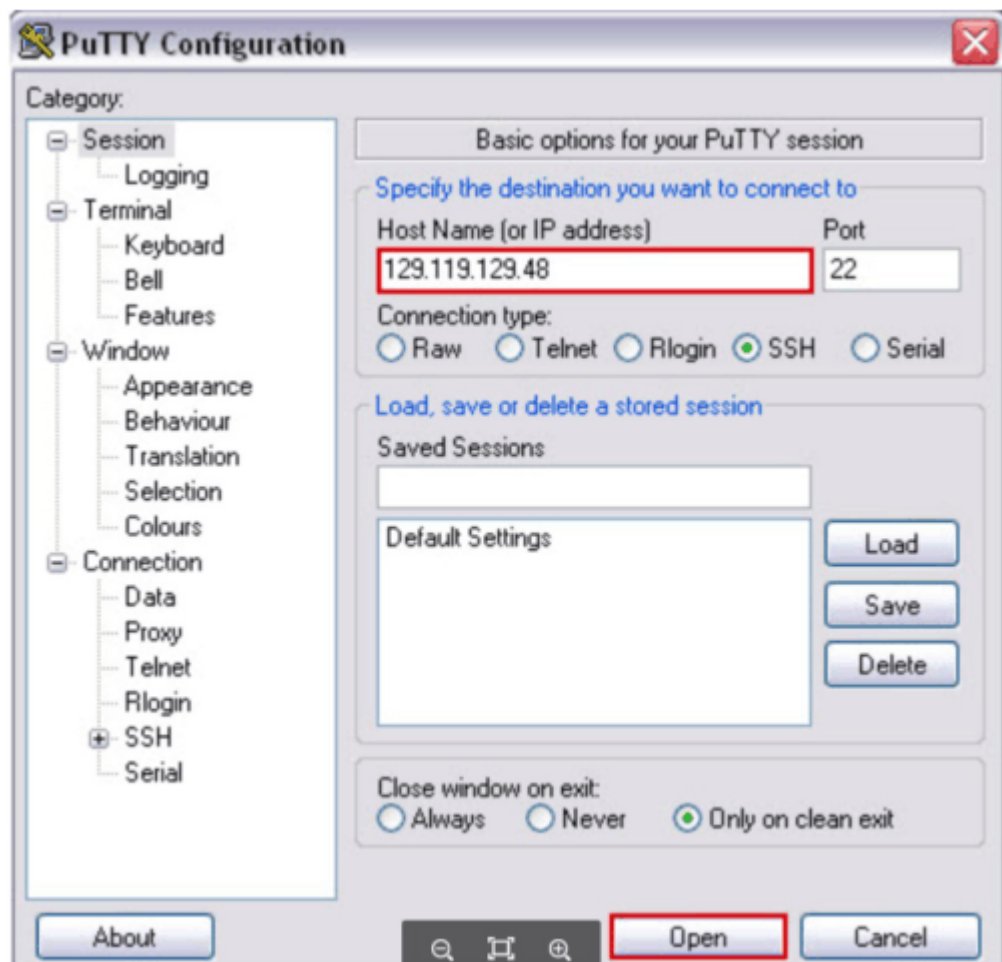 PuTTY Configuration
Category:
Session
Logging
Terminal
Keyboard
Bell
Features
Window
Appearance
Behaviour
Translation
Selection
Colours
Connection
Data
Proxy
Telnet
Rlogin
SSH
Serial
Basic options for your PuTTY session
Specify the destination you want to connect to
Host Name (or IP address) Port
129.119.129.48 22
Connection type:
Raw Telnet Rlogin SSH Serial
Load, save or delete a stored session
Saved Sessions
Default Settings
Load
Save
Delete
Close window on exit:
Always Never Only on clean exit
About Open Cancel